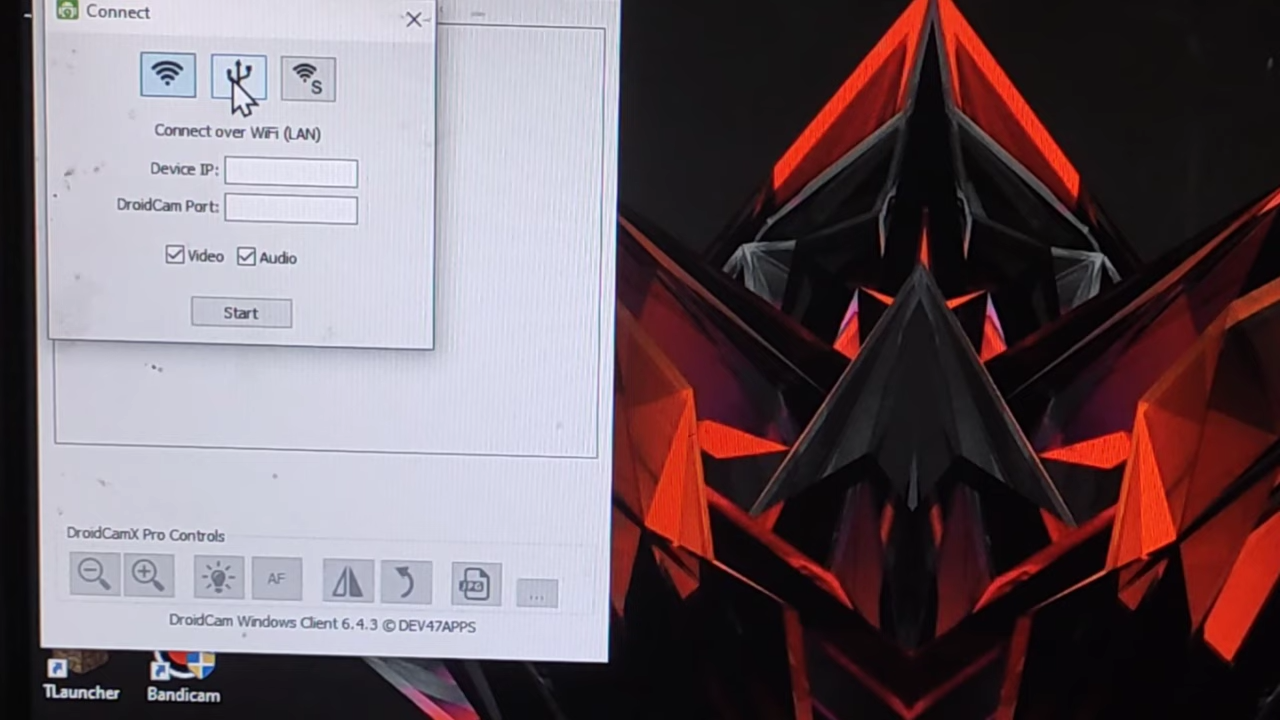 Connect
S
Connect over WiFi (LAN)
Device IP:
DroidCam Port:
Video Audio
Start
DroidCamX Pro Controls
AF
JPG
...
DroidCam Windows Client 6.4.3 © DEV47APPS
TLauncher
Bandicam